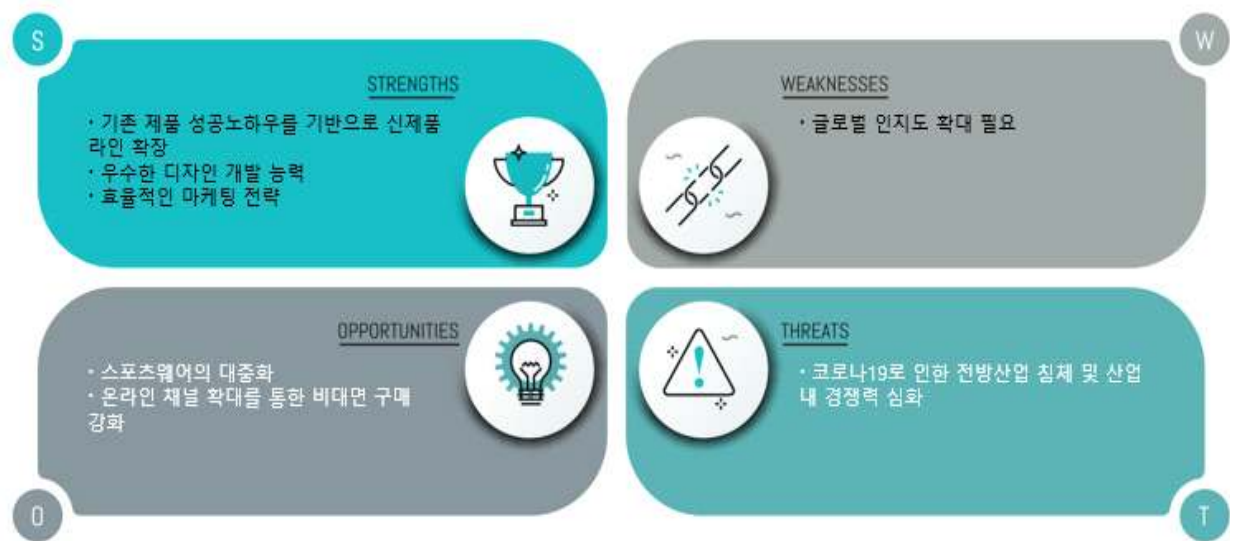 S
STRENGTHS
· 기존 제품 성공노하우를 기반으로 신제품
라인 확장
· 우수한 디자인 개발 능력
· 효율적인 마케팅 전략
W
WEAKNESSES
· 글로벌 인지도 확대 필요
OPPORTUNITIES
· 스포츠웨어의 대중화
· 온라인 채널 확대를 통한 비대면 구매
강화
O
THREATS
· 코로나19로 인한 전방산업 침체 및 산업
내 경쟁력 심화
T